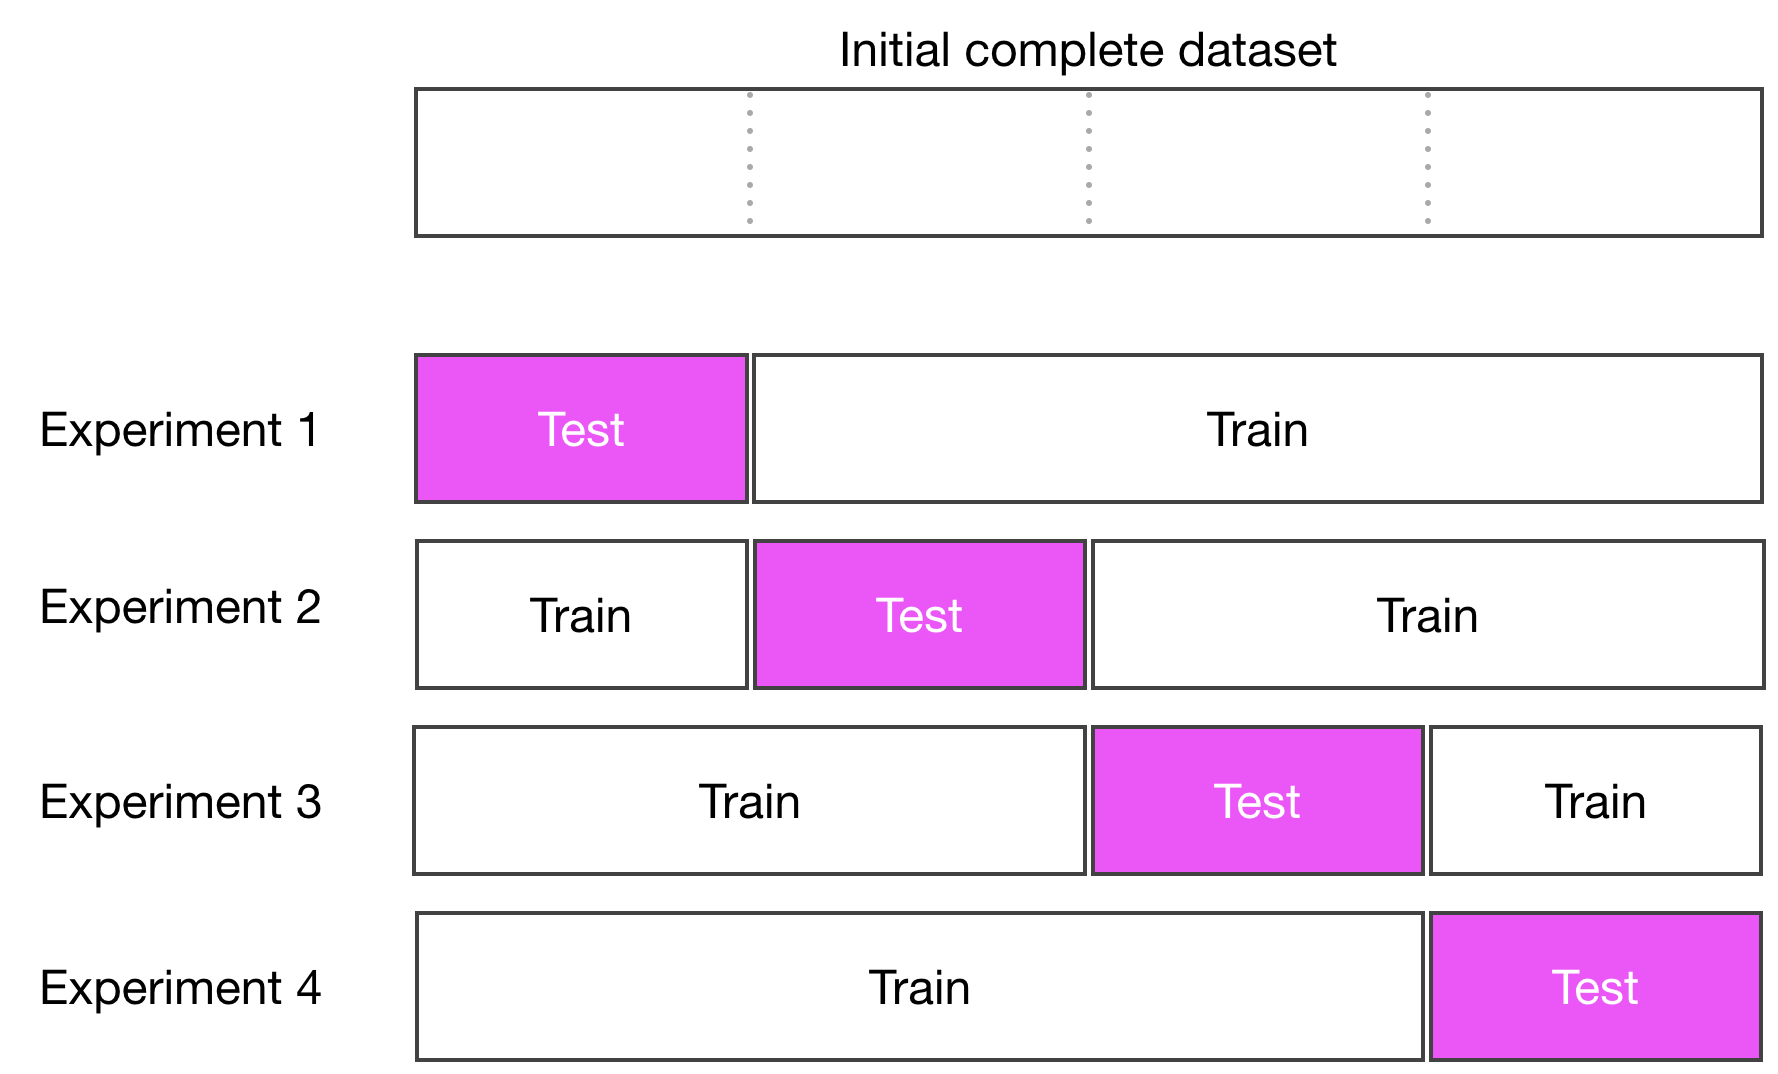 Initial complete dataset
Experiment 1
Test
Train
Experiment 2
Train
Test
Train
Experiment 3
Train
Test
Train
Experiment 4
Train
Test